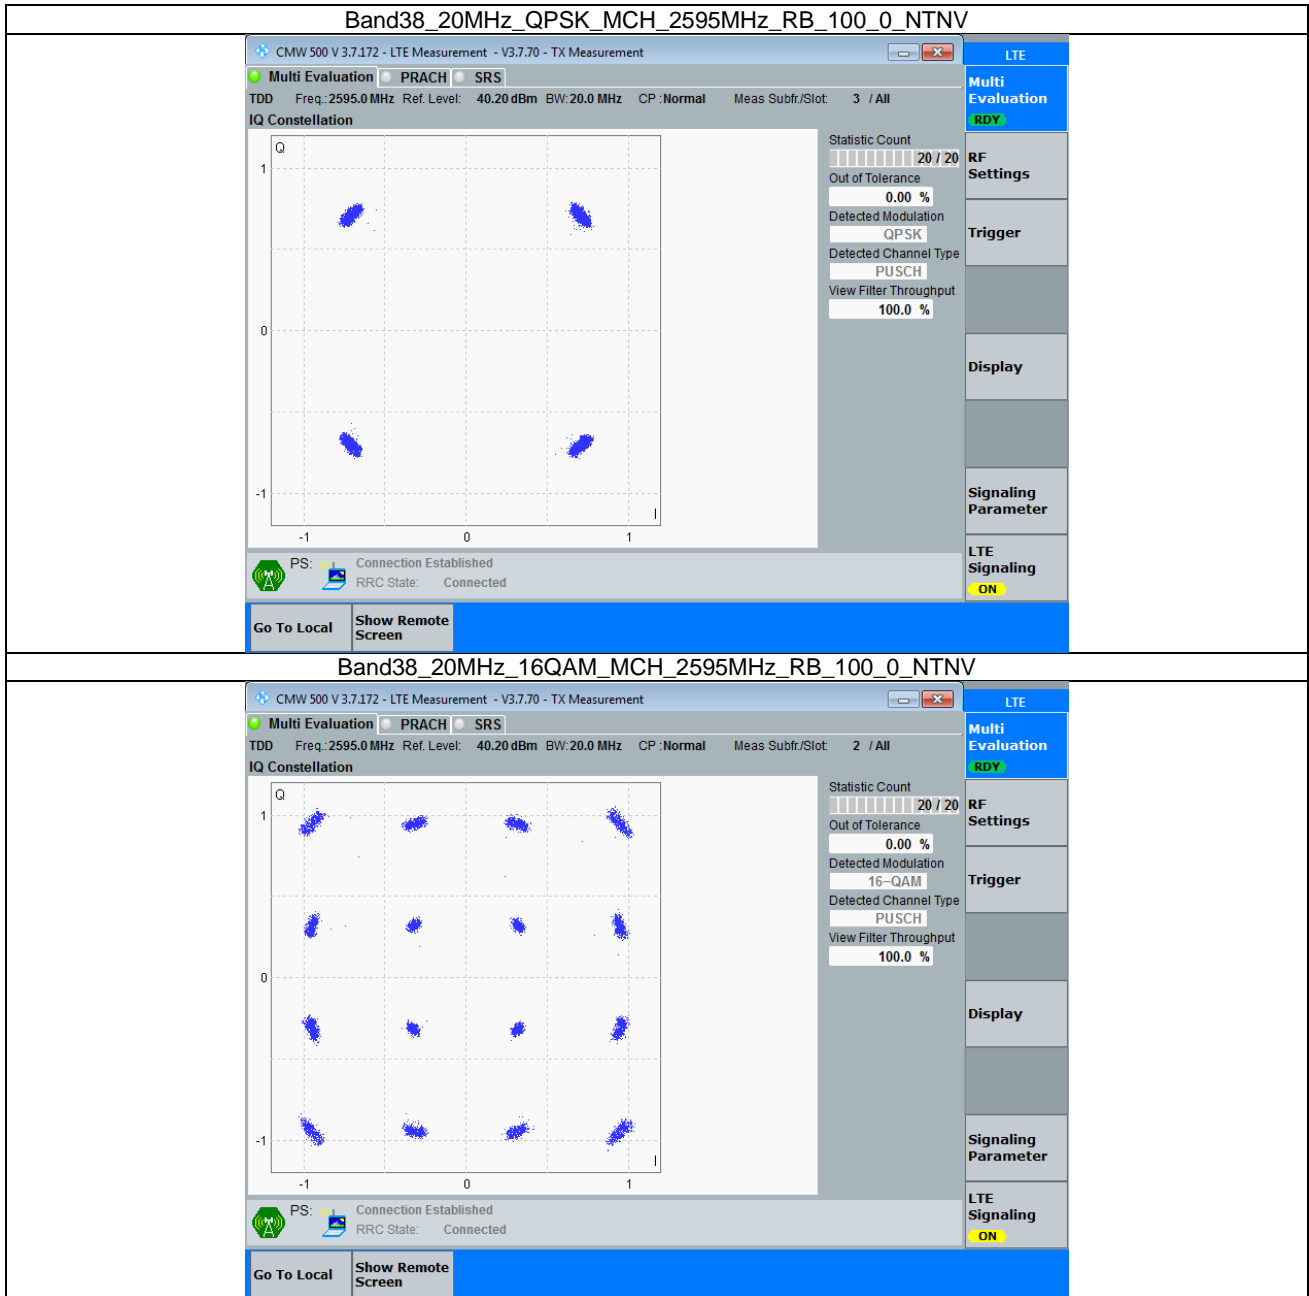 Band38_20MHz_QPSK_MCH_2595MHz_RB_100_0_NTNV
CMW 500 V 3.7.172 - LTE Measurement - V3.7.70 - TX Measurement
LTE
Multi Evaluation PRACH SRS
Multi Evaluation
RDY
TDD Freq.: 2595.0 MHz Ref. Level: 40.20 dBm BW: 20.0 MHz CP : Normal Meas Subfr./Slot: 3 / All
IQ Constellation
Q
1
0
-1
I
-1 0 1
Statistic Count
20 / 20
Out of Tolerance
0.00 %
Detected Modulation
QPSK
Detected Channel Type
PUSCH
View Filter Throughput
100.0 %
RF Settings
Trigger
Display
Signaling Parameter
LTE Signaling
ON
PS:
Connection Established
RRC State: Connected
Go To Local
Show Remote Screen
Band38_20MHz_16QAM_MCH_2595MHz_RB_100_0_NTNV
CMW 500 V 3.7.172 - LTE Measurement - V3.7.70 - TX Measurement
LTE
Multi Evaluation PRACH SRS
Multi Evaluation
RDY
TDD Freq.: 2595.0 MHz Ref. Level: 40.20 dBm BW: 20.0 MHz CP : Normal Meas Subfr./Slot: 2 / All
IQ Constellation
Q
1
0
-1
I
-1 0 1
Statistic Count
20 / 20
Out of Tolerance
0.00 %
Detected Modulation
16-QAM
Detected Channel Type
PUSCH
View Filter Throughput
100.0 %
RF Settings
Trigger
Display
Signaling Parameter
LTE Signaling
ON
PS:
Connection Established
RRC State: Connected
Go To Local
Show Remote Screen